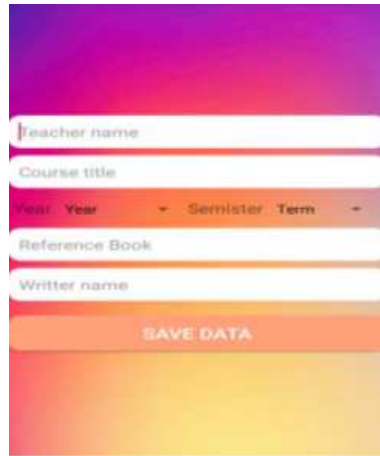 Teacher name
Course title
Year Year Semister Term
Reference Book
Writter name
SAVE DATA